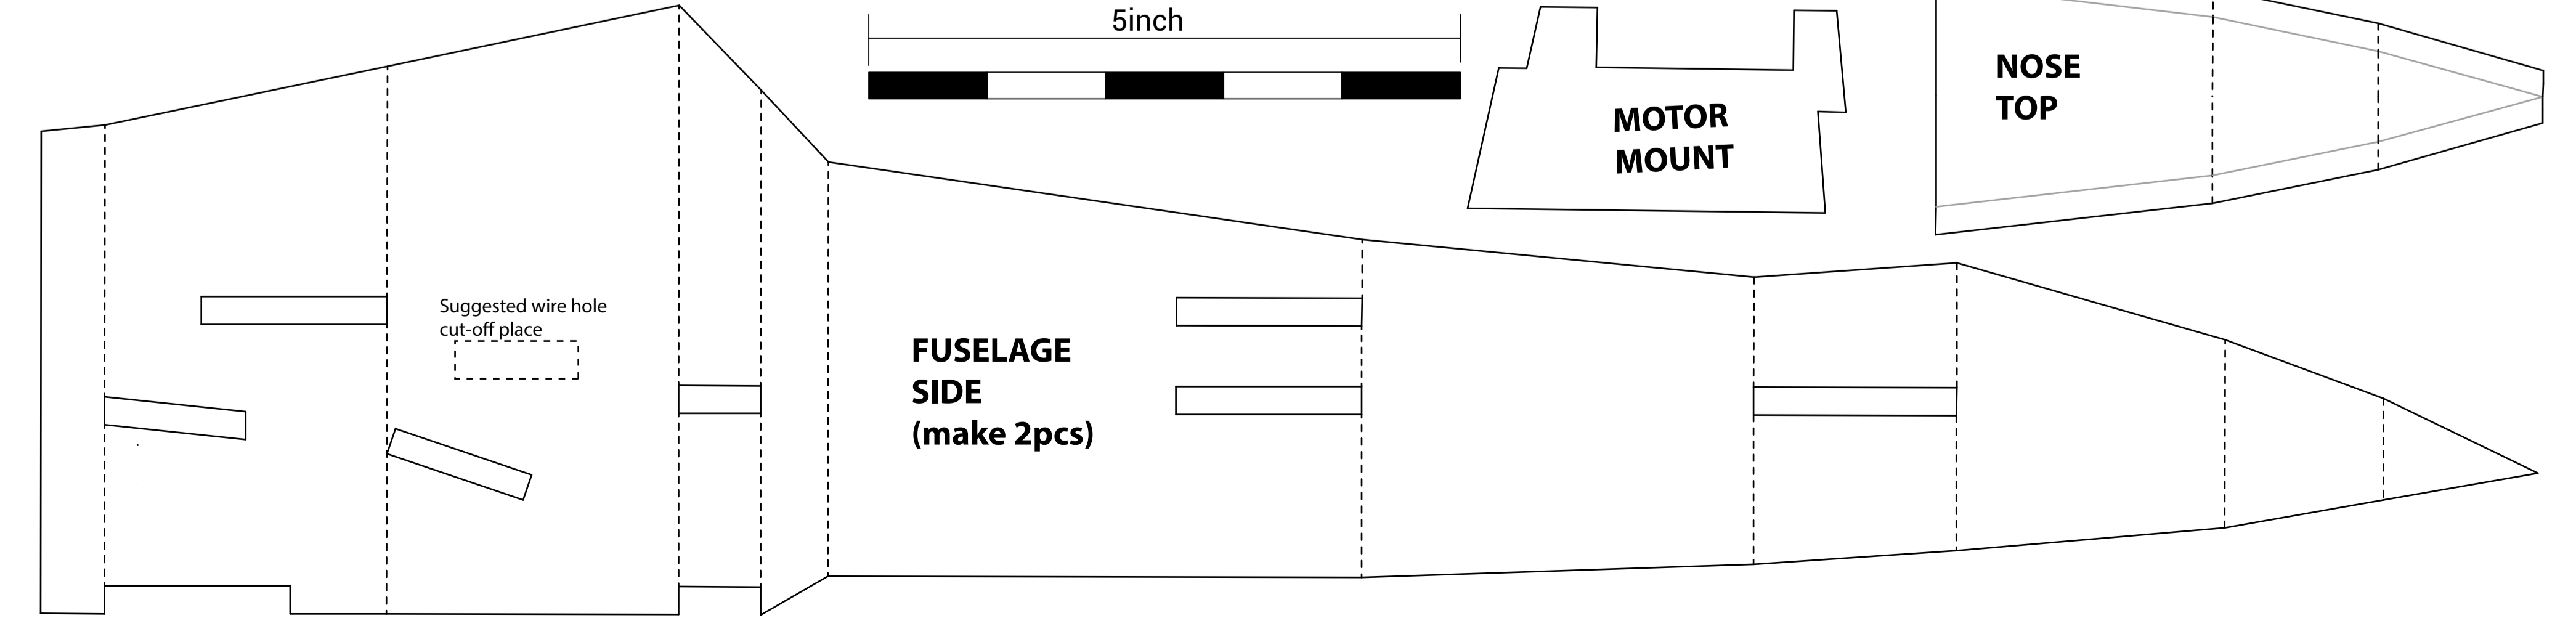 5inch
NOSE
TOP
MOTOR
MOUNT
Suggested wire hole
cut-off place
FUSELAGE
SIDE
(make 2pcs)